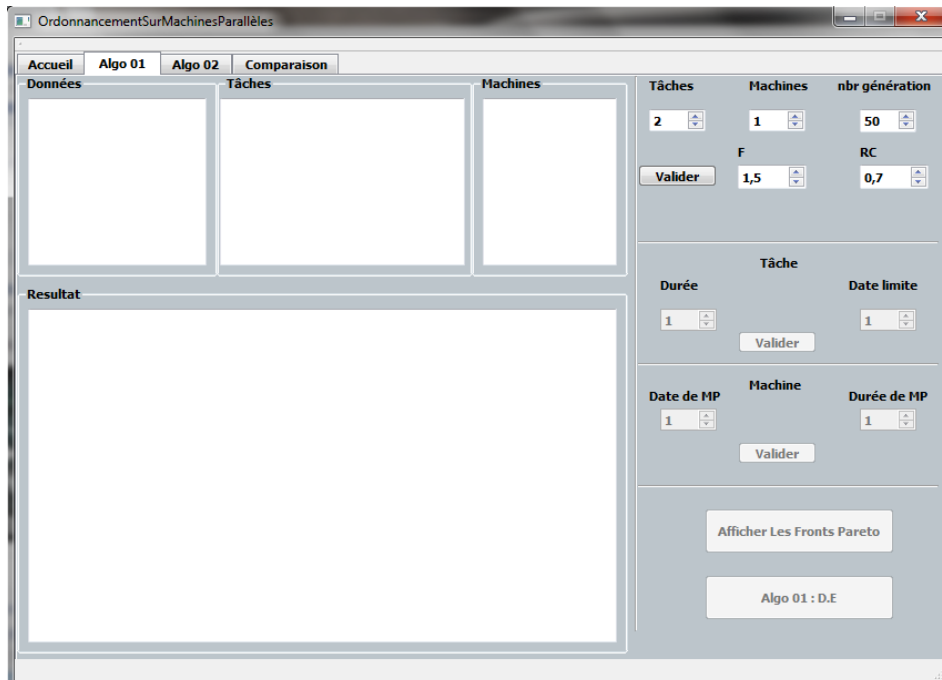 OrdonnancementSurMachinesParallèles
Accueil Algo 01 Algo 02 Comparaison
Données Tâches Machines
Resultat
Tâches Machines nbr génération
2 1 50
F RC
Valider 1,5 0,7
Tâche
Durée Date limite
1 1
Valider
Machine
Date de MP Durée de MP
1 1
Valider
Afficher Les Fronts Pareto
Algo 01 : D.E